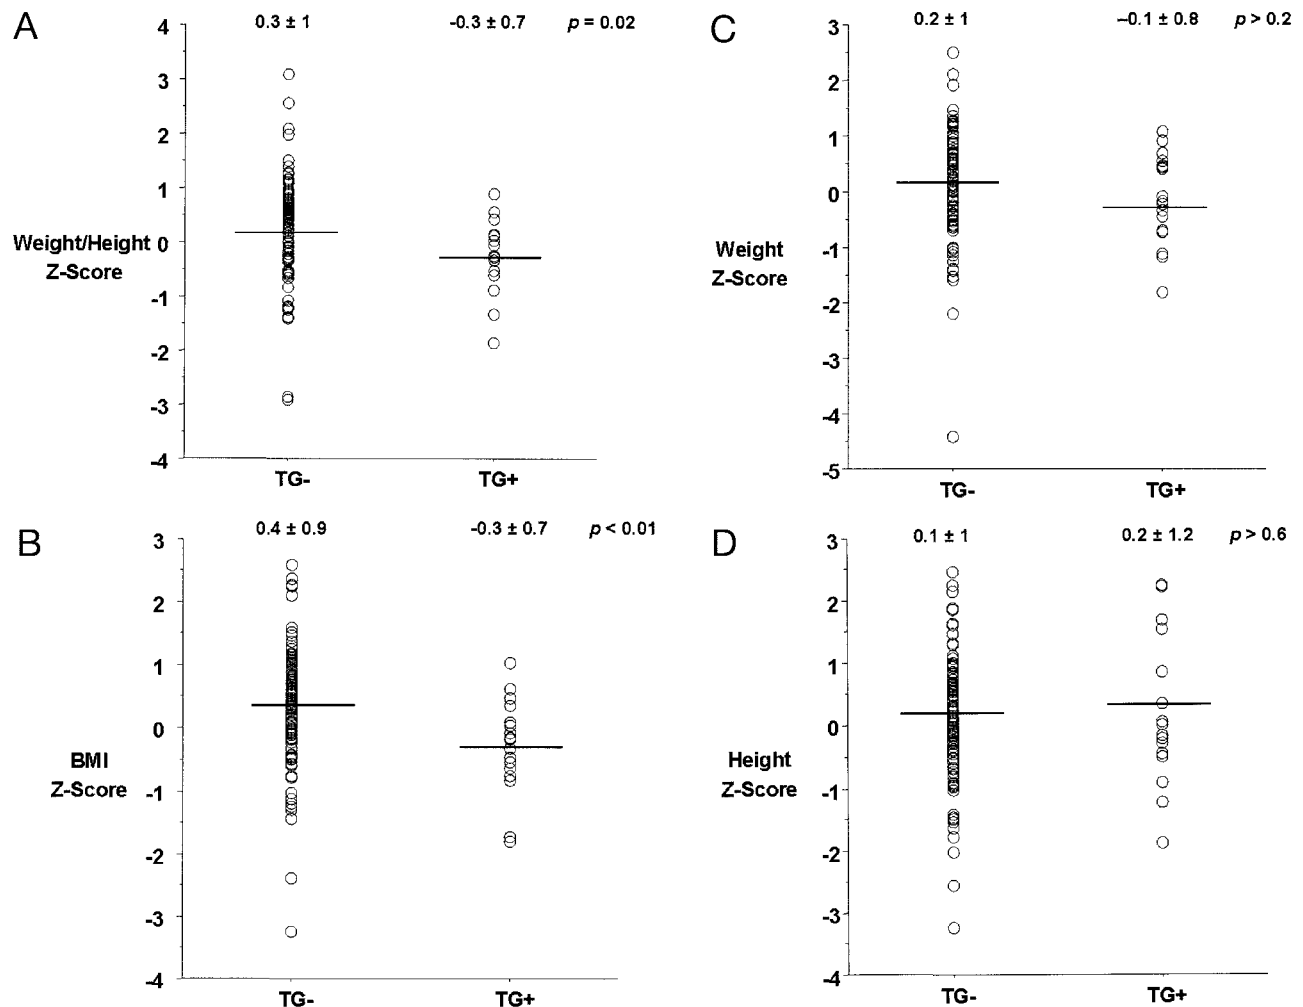 A
0.3 ± 1
-0.3 ± 0.7
p = 0.02
4
3
2
1
0
-1
-2
-3
-4
Weight/Height
Z-Score
TG-
TG+
B
0.4 ± 0.9
-0.3 ± 0.7
p < 0.01
3
2
1
0
-1
-2
-3
-4
BMI
Z-Score
TG-
TG+
C
0.2 ± 1
–0.1 ± 0.8
p > 0.2
3
2
1
0
-1
-2
-3
-4
-5
Weight
Z-Score
TG-
TG+
D
0.1 ± 1
0.2 ± 1.2
p > 0.6
3
2
1
0
-1
-2
-3
-4
Height
Z-Score
TG-
TG+